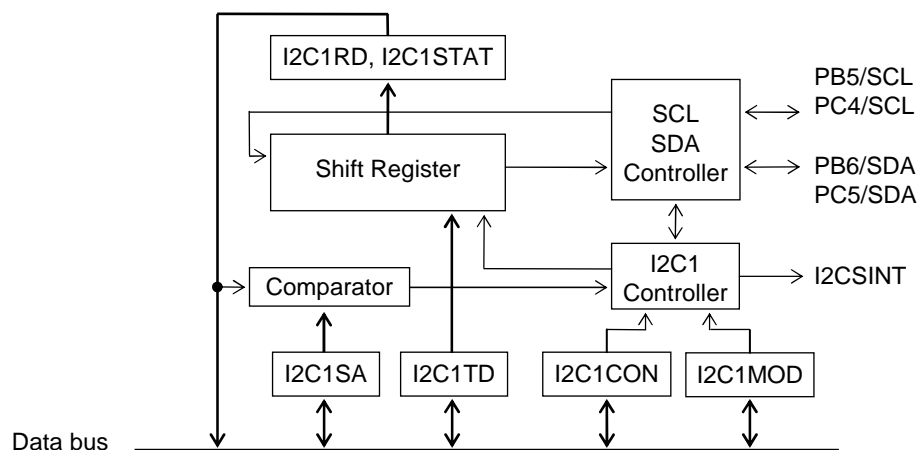 I2C1RD, I2C1STAT
SCL
SDA
Controller
PB5/SCL
PC4/SCL
Shift Register
PB6/SDA
PC5/SDA
Comparator
I2C1
Controller
I2CSINT
I2C1SA
I2C1TD
I2C1CON
I2C1MOD
Data bus